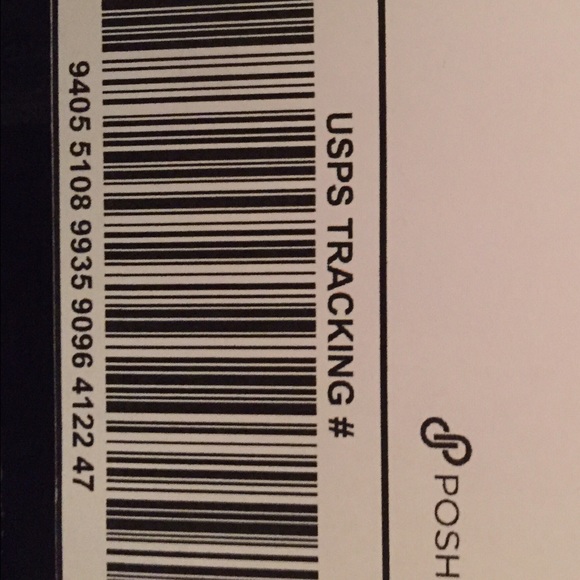 USPS TRACKING #
9405 5108 9935 9096 4122 47
POSH